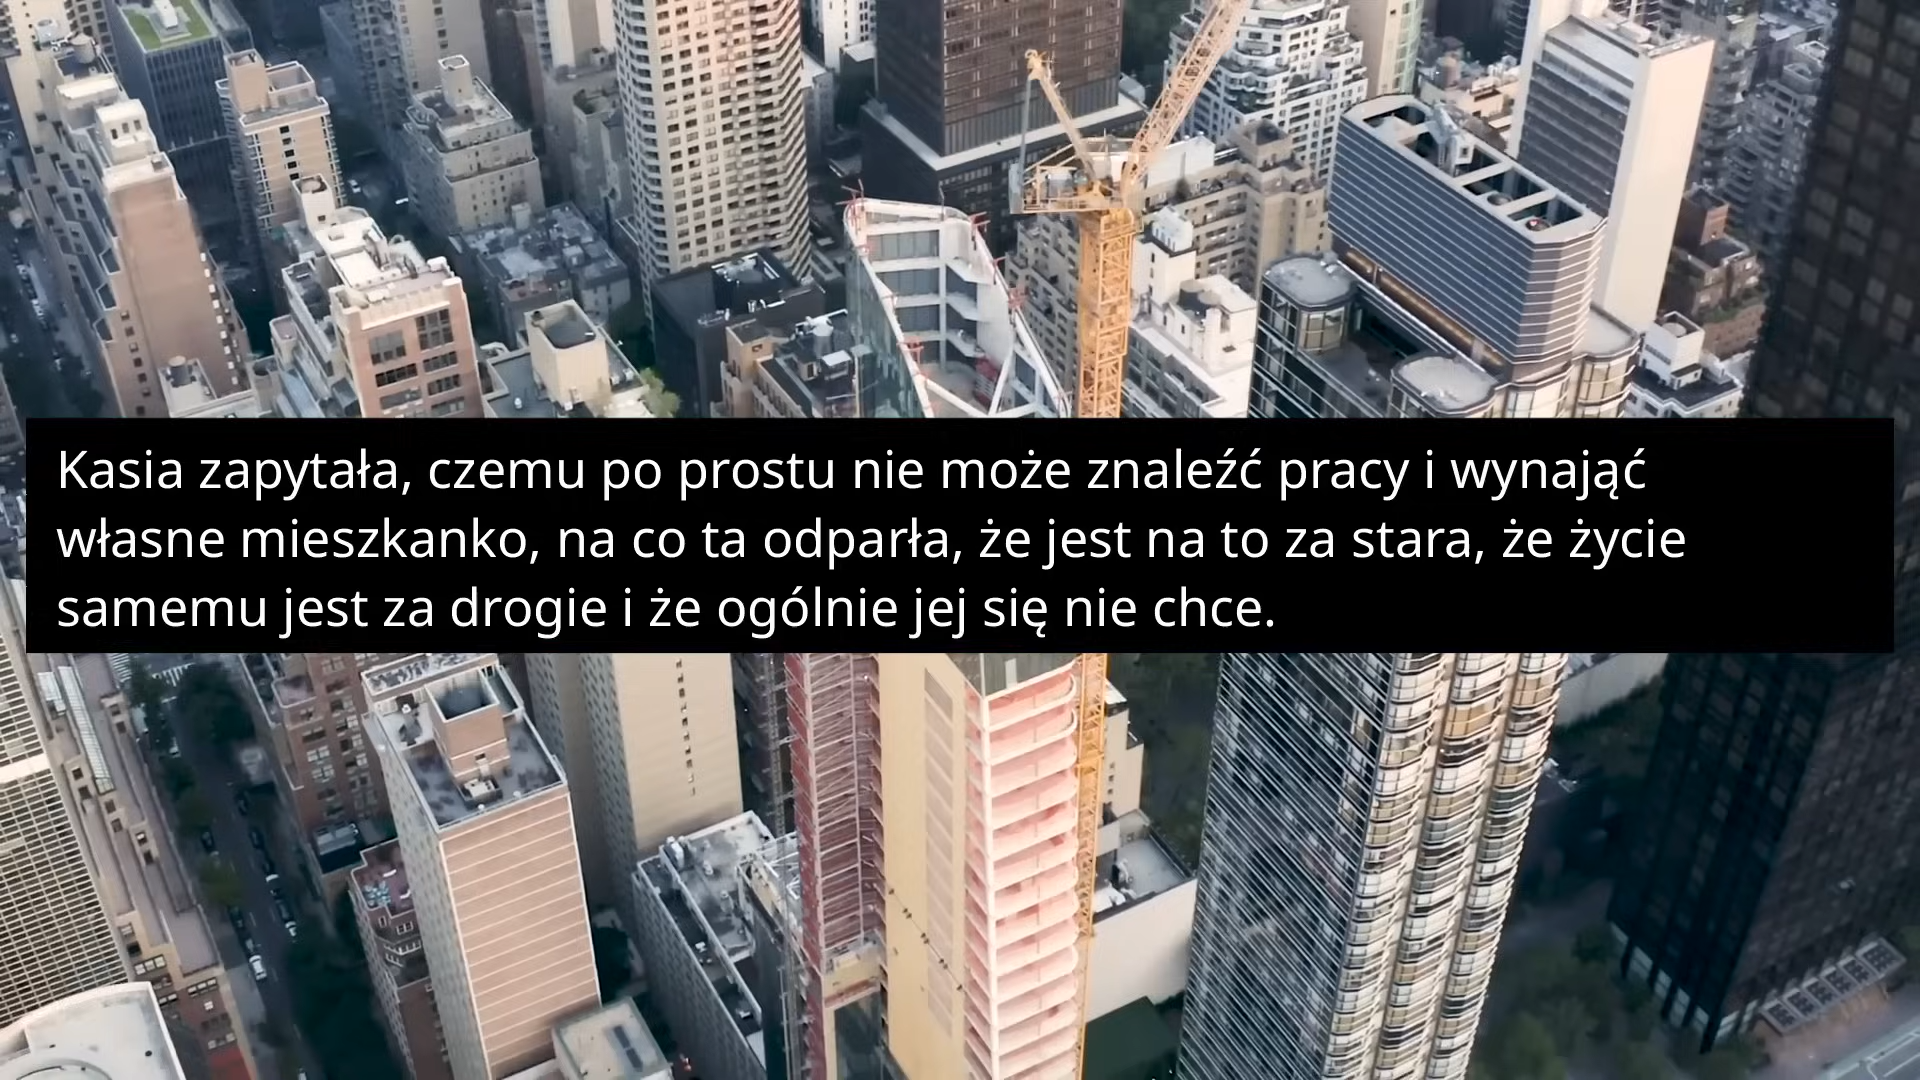 Kasia zapytała, czemu po prostu nie może znaleźć pracy i wynająć
własne mieszkanko, na co ta odparła, że jest na to za stara, że życie
samemu jest za drogie i że ogólnie jej się nie chce.